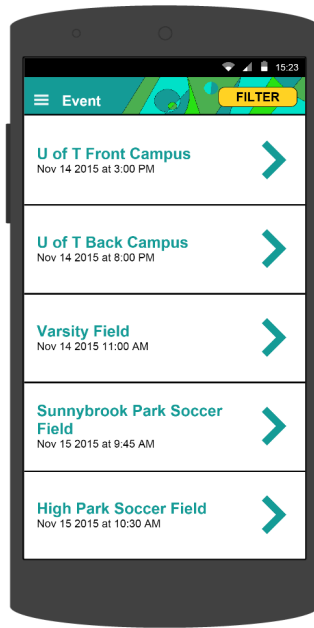 15:23
Event
FILTER
U of T Front Campus
Nov 14 2015 at 3:00 PM
U of T Back Campus
Nov 14 2015 at 8:00 PM
Varsity Field
Nov 14 2015 11:00 AM
Sunnybrook Park Soccer
Field
Nov 15 2015 at 9:45 AM
High Park Soccer Field
Nov 15 2015 at 10:30 AM